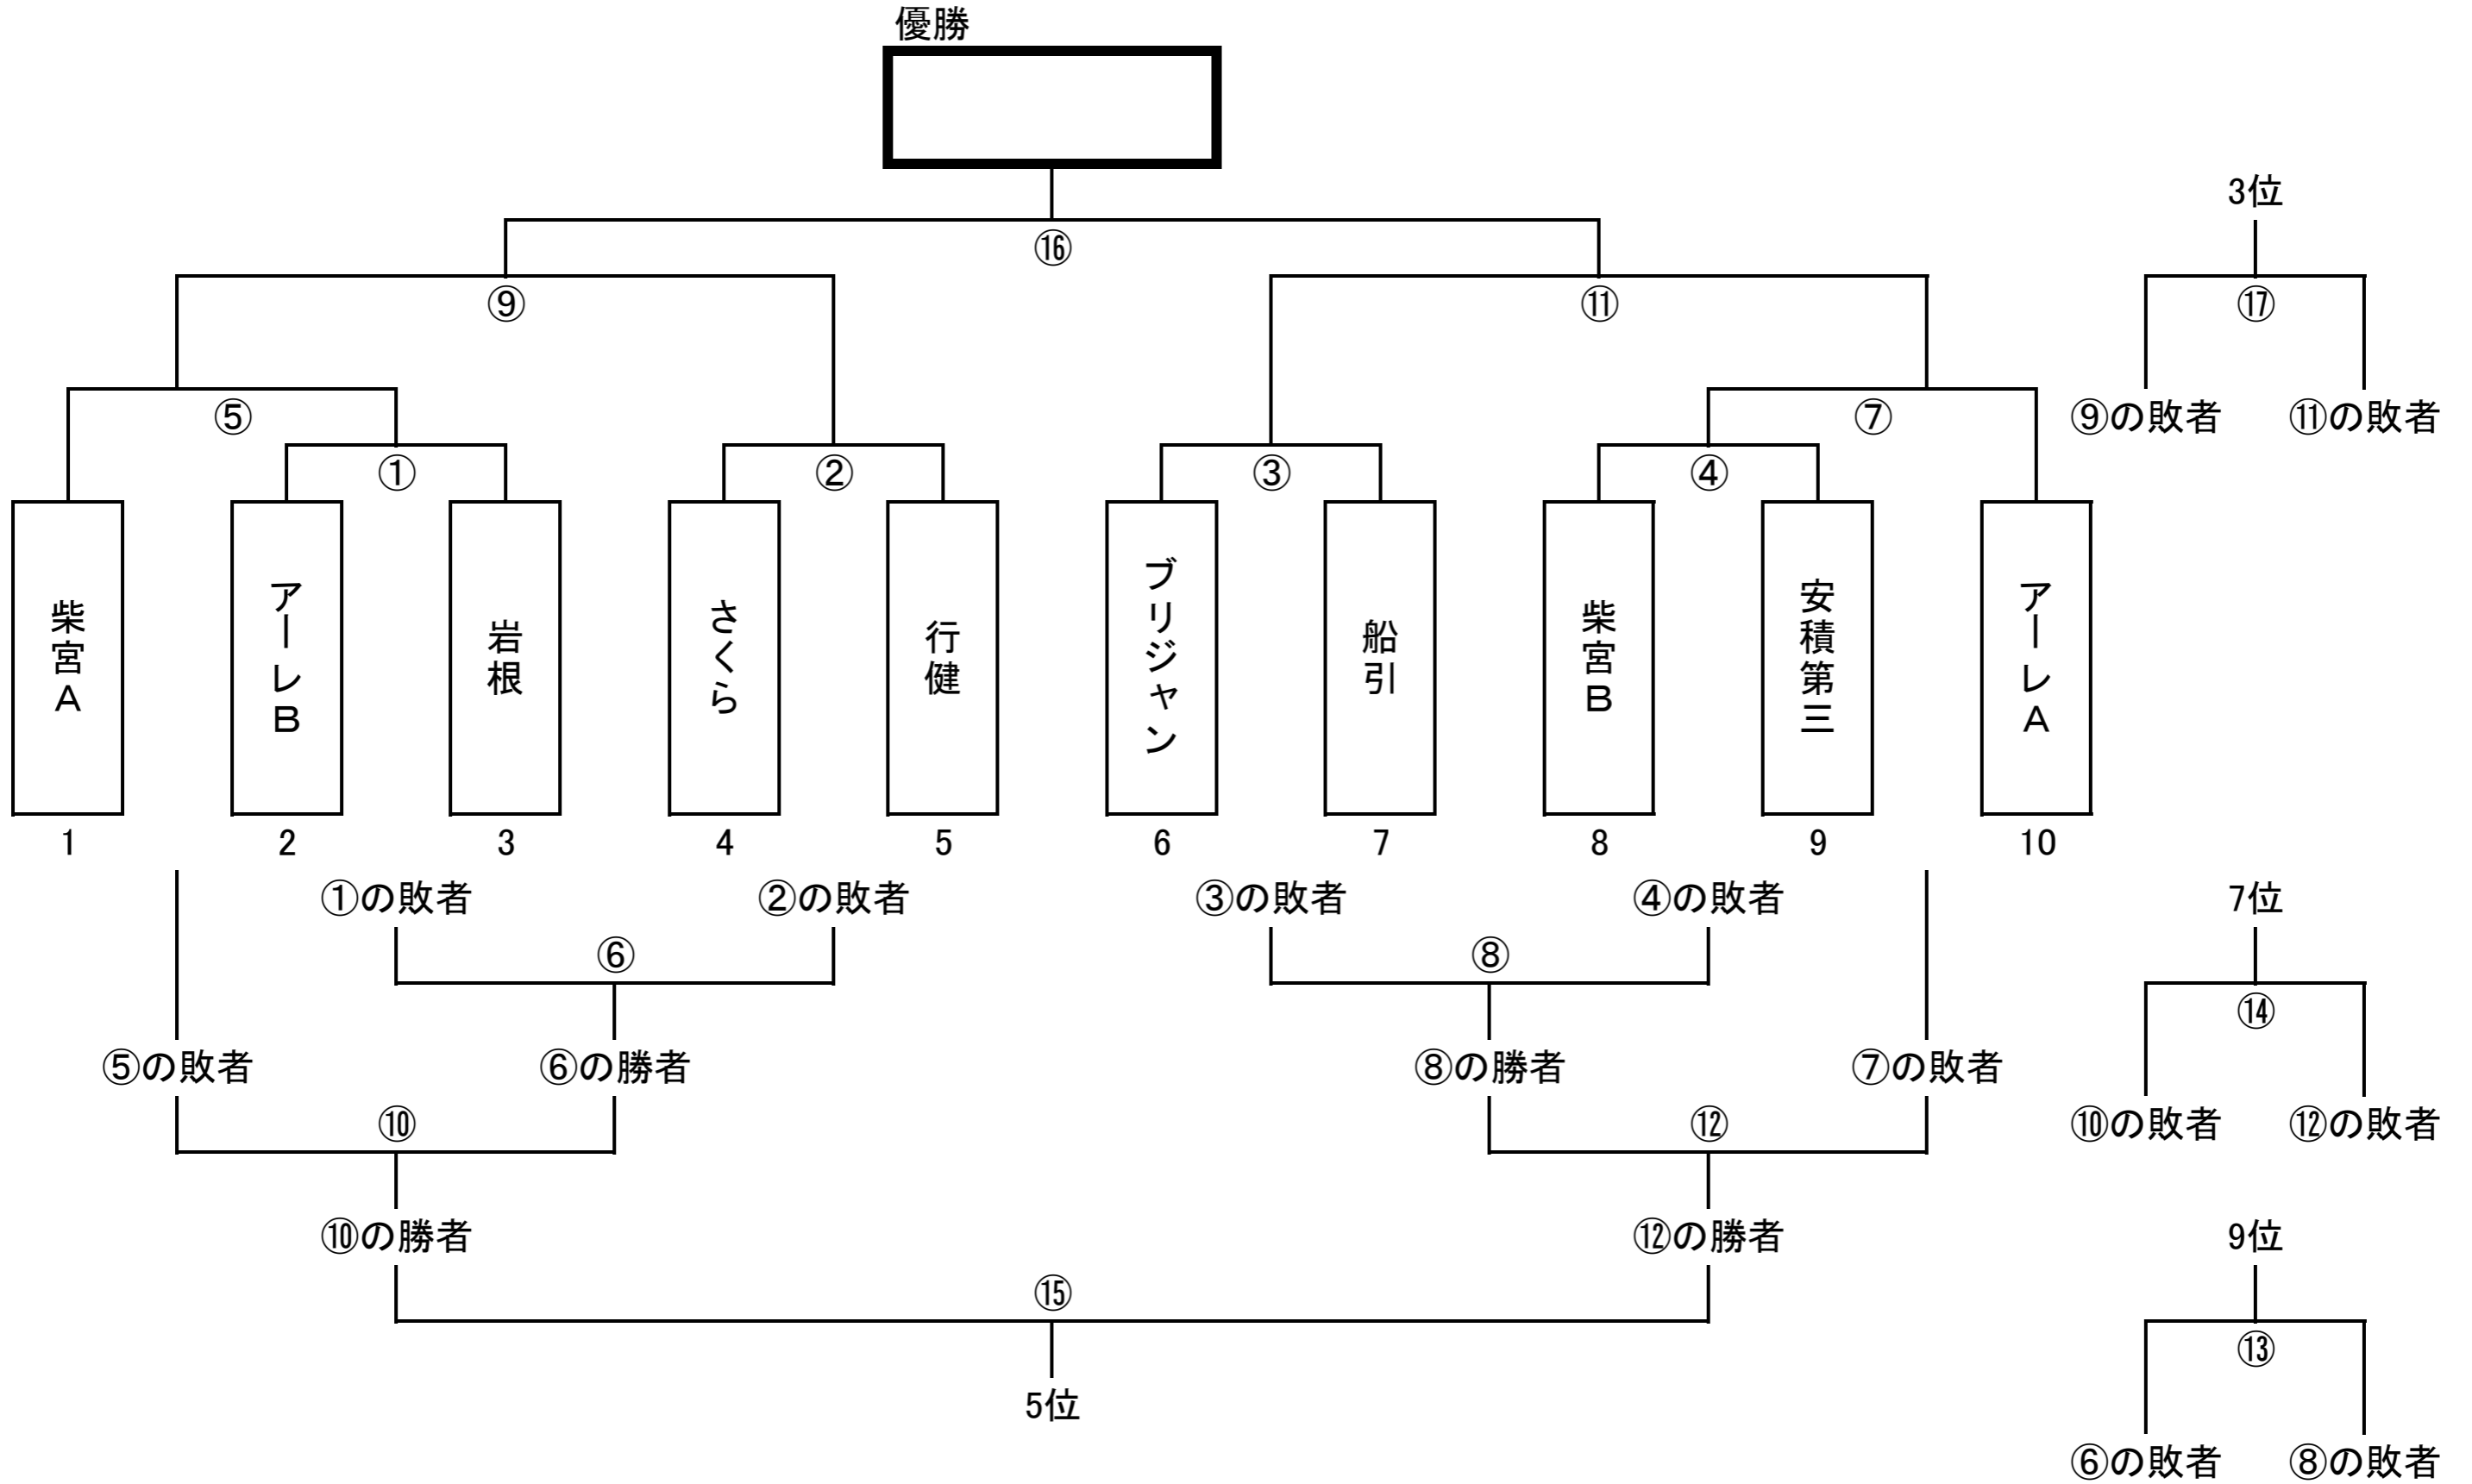 優勝
3位
⑯
⑨
⑪
⑰
⑤
⑦
⑨の敗者
⑪の敗者
①
②
③
④
柴宮A
アーレB
岩根
さくら
行健
ブリジャン
船引
柴宮B
安積第三
アーレA
1
2
3
4
5
6
7
8
9
10
①の敗者
②の敗者
③の敗者
④の敗者
7位
⑥
⑧
⑭
⑤の敗者
⑥の勝者
⑧の勝者
⑦の敗者
⑩
⑫
⑩の敗者
⑫の敗者
⑩の勝者
⑫の勝者
9位
⑮
⑬
5位
⑥の敗者
⑧の敗者